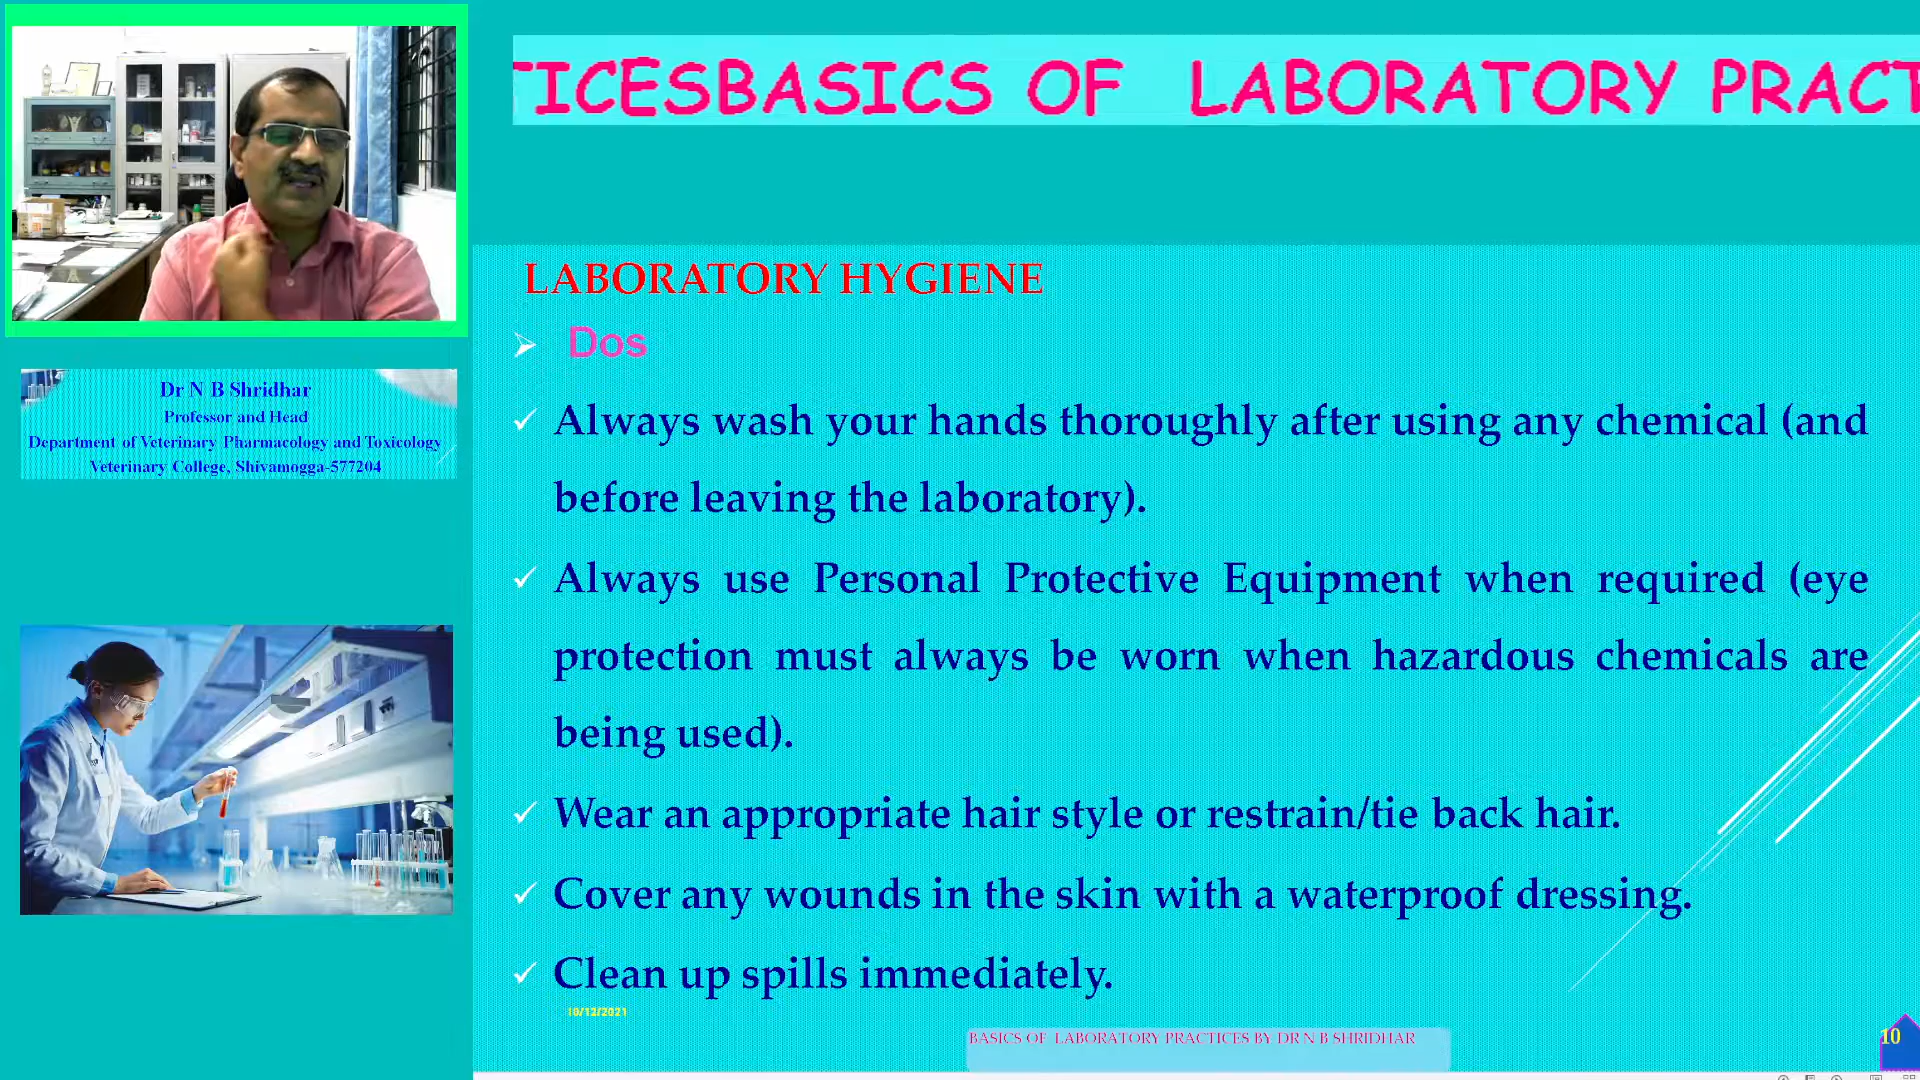 TICESBASICS OF LABORATORY PRACT
Dr N B Shridhar
Professor and Head
Department of Veterinary Pharmacology and Toxicology
Veterinary College, Shivamogga-577204
LABORATORY HYGIENE
Dos
Always wash your hands thoroughly after using any chemical (and
before leaving the laboratory).
Always use Personal Protective Equipment when required (eye
protection must always be worn when hazardous chemicals are
being used).
Wear an appropriate hair style or restrain/tie back hair.
Cover any wounds in the skin with a waterproof dressing.
Clean up spills immediately.
10/12/2021
BASICS OF LABORATORY PRACTICES BY DR N B SHRIDHAR
10